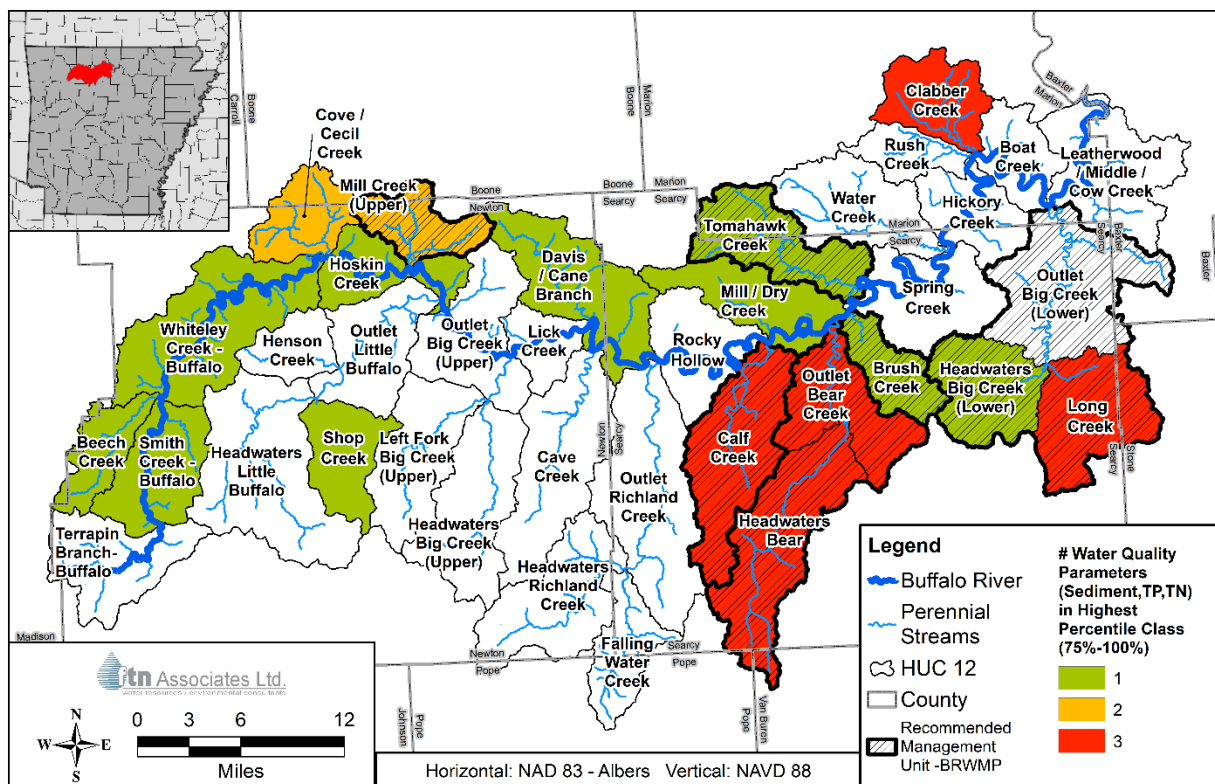 Boone
Carroll
Marion
Boone
Baxter
Marion
Clabber
Creek
Cove /
Cecil
Creek
Rush
Creek
Boat
Creek
Leatherwood /
Middle /
Cow Creek
Mill Creek
(Upper)
Boone
Newton
Boone
Searcy
Marion
Searcy
Water
Creek
Hickory
Creek
Marion
Searcy
Tomahawk
Creek
Baxter
Searcy
Baxter
Hoskin
Creek
Davis
/ Cane
Branch
Mill / Dry
Creek
Spring
Creek
Outlet
Big Creek
(Lower)
Whiteley
Creek -
Buffalo
Henson
Creek
Outlet
Little
Buffalo
Outlet
Big Creek
(Upper)
Lick
Creek
Rocky
Hollow
Brush
Creek
Headwaters
Big Creek
(Lower)
Outlet
Bear
Creek
Long
Creek
Calf
Creek
Beech
Creek
Smith
Creek -
Buffalo
Shop
Creek
Headwaters
Little
Buffalo
Left Fork
Big Creek
(Upper)
Cave
Creek
Newton
Searcy
Outlet
Richland
Creek
Stone
Searcy
Terrapin
Branch-
Buffalo
Headwaters
Big Creek
(Upper)
Headwaters
Richland
Creek
Headwaters
Bear
Falling
Water
Creek
Madison
Newton
Pope
Searcy
Pope
Pope
Johnson
Van Buren
Pope
Legend
Buffalo River
Perennial
Streams
HUC 12
County
Recommended
Management
Unit -BRWMP
# Water Quality
Parameters
(Sediment,TP,TN)
in Highest
Percentile Class
(75%-100%)
1
2
3
ftn Associates Ltd.
water resources / environmental consultants
N
W E
S
0 3 6 12
Miles
Horizontal: NAD 83 - Albers Vertical: NAVD 88